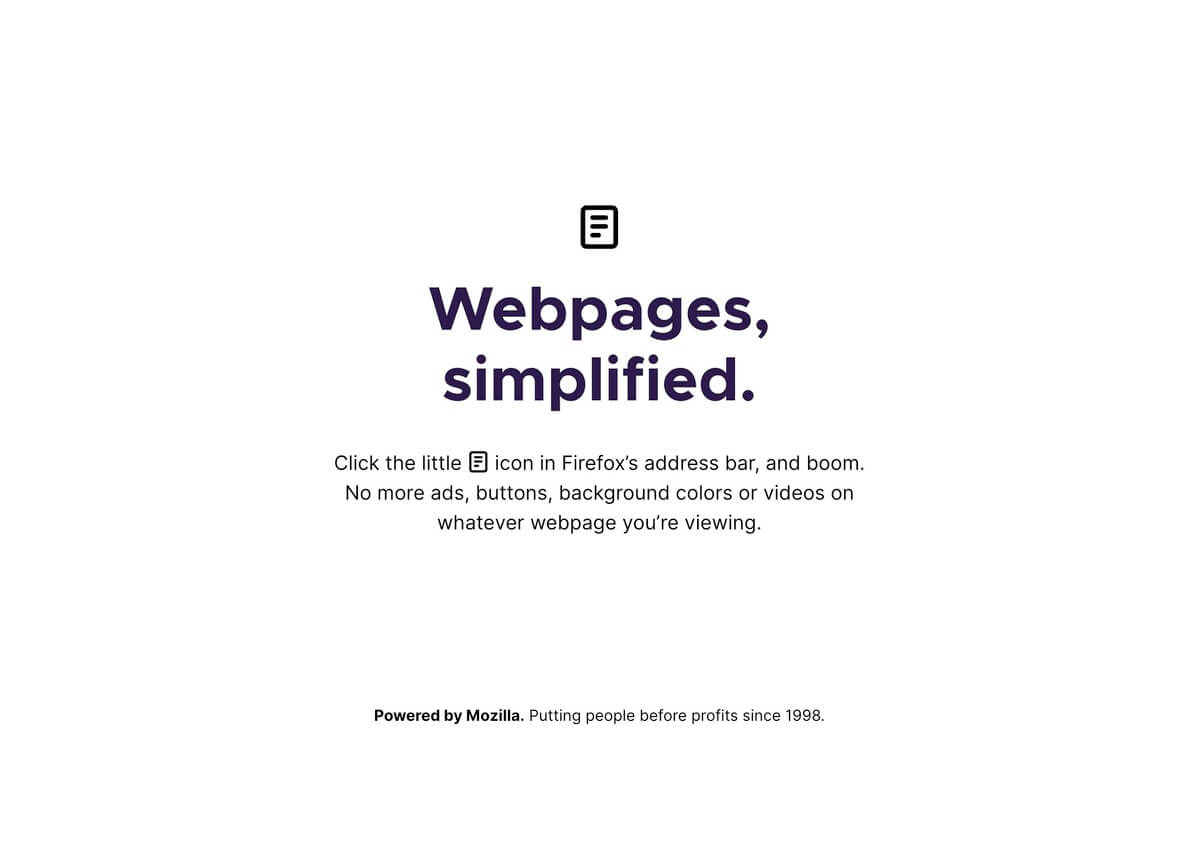 Webpages,
simplified.
Click the little icon in Firefox’s address bar, and boom.
No more ads, buttons, background colors or videos on
whatever webpage you’re viewing.
Powered by Mozilla. Putting people before profits since 1998.